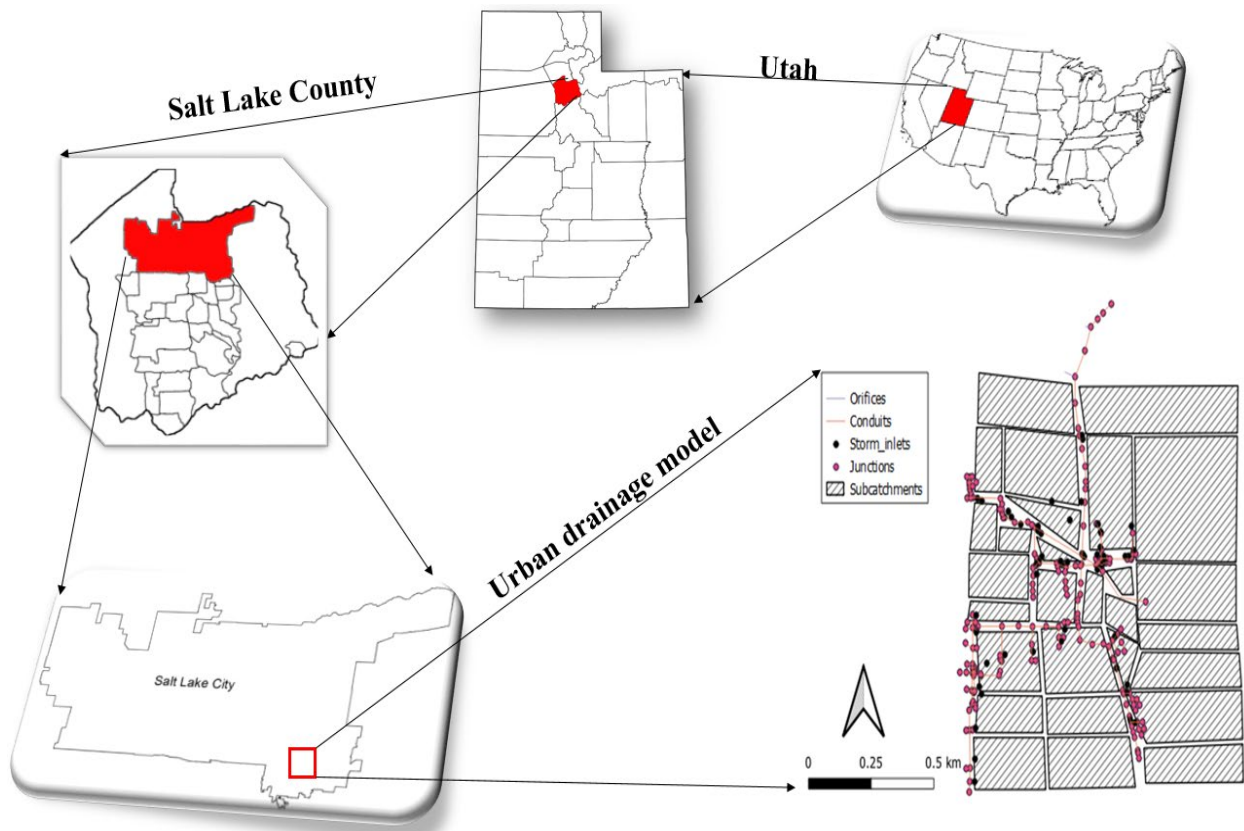 Salt Lake County
Utah
Urban drainage model
Orifices
Conduits
Storm_inlets
Junctions
Subcatchments
Salt Lake City
0 0.25 0.5 km